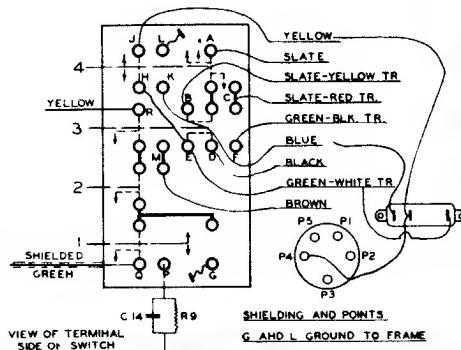 J L A
YELLOW
SLATE
4
SLATE-YELLOW TR
H K B C L
SLATE-RED TR.
YELLOW
R
GREEN-BLK. TR.
3
BLUE
M E D F
BLACK
GREEN-WHITE TR
2
BROWN
P5 P1
P4 P2
P3
1
SHIELDED
GREEN
Q P G
C14 R9
SHIELDING AND POINTS
G AND L GROUND TO FRAME
VIEW OF TERMINAL
SIDE OF SWITCH